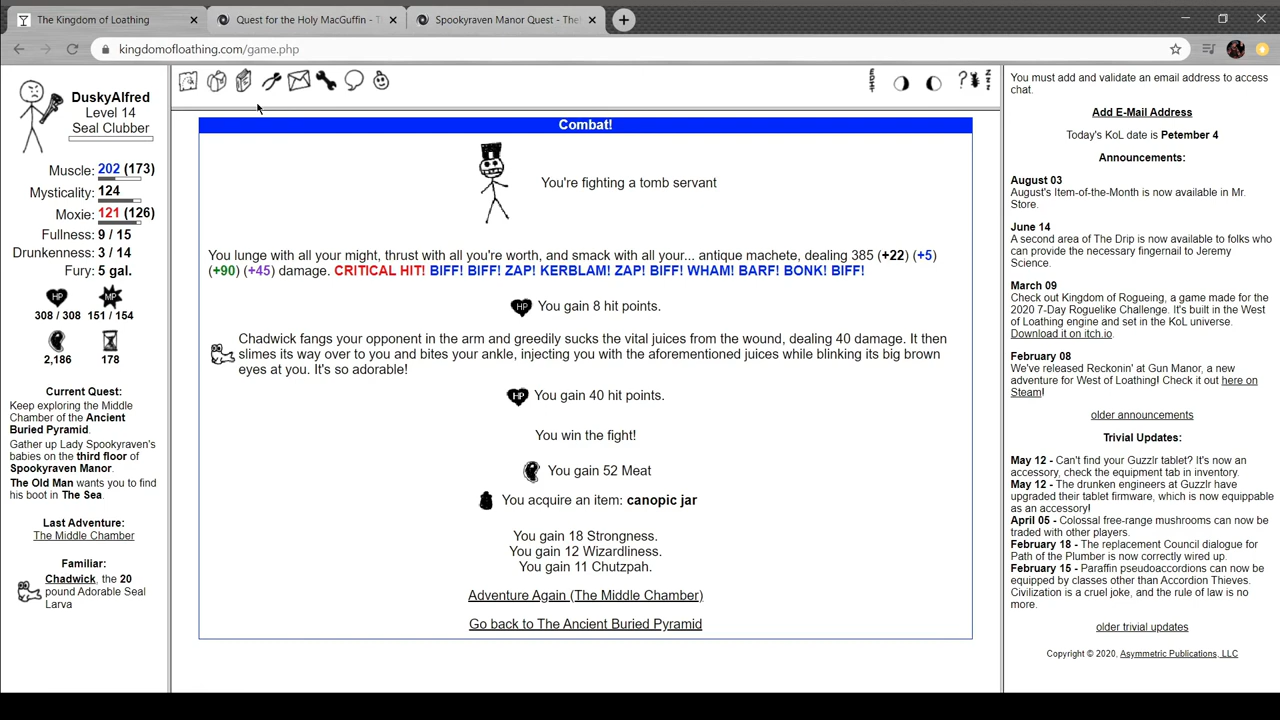 The Kingdom of Loathing
Quest for the Holy MacGuffin - T
Spookyraven Manor Quest - The
kingdomofloathing.com/game.php
DuskyAlfred
Level 14
Seal Clubber
Muscle: 202 (173)
Mysticality: 124
Moxie: 121 (126)
Fullness: 9 / 15
Drunkenness: 3 / 14
Fury: 5 gal.
HP MP
308 / 308 151 / 154
2,186 178
Current Quest:
Keep exploring the Middle
Chamber of the Ancient
Buried Pyramid.
Gather up Lady Spookyraven's
babies on the third floor of
Spookyraven Manor.
The Old Man wants you to find
his boot in The Sea.
Last Adventure:
The Middle Chamber
Familiar:
Chadwick, the 20
pound Adorable Seal
Larva
Combat!
You're fighting a tomb servant
You lunge with all your might, thrust with all you're worth, and smack with all your... antique machete, dealing 385 (+22) (+5)
(+90) (+45) damage. CRITICAL HIT! BIFF! BIFF! ZAP! KERBLAM! ZAP! BIFF! WHAM! BARF! BONK! BIFF!
HP You gain 8 hit points.
Chadwick fangs your opponent in the arm and greedily sucks the vital juices from the wound, dealing 40 damage. It then
slimes its way over to you and bites your ankle, injecting you with the aforementioned juices while blinking its big brown
eyes at you. It's so adorable!
HP You gain 40 hit points.
You win the fight!
You gain 52 Meat
You acquire an item: canopic jar
You gain 18 Strongness.
You gain 12 Wizardliness.
You gain 11 Chutzpah.
Adventure Again (The Middle Chamber)
Go back to The Ancient Buried Pyramid
You must add and validate an email address to access
chat.
Add E-Mail Address
Today's KoL date is Petember 4
Announcements:
August 03
August's Item-of-the-Month is now available in Mr.
Store.
June 14
A second area of The Drip is now available to folks who
can provide the necessary fingernail to Jeremy
Science.
March 09
Check out Kingdom of Rogueing, a game made for the
2020 7-Day Roguelike Challenge. It's built in the West
of Loathing engine and set in the KoL universe.
Download it on itch.io.
February 08
We've released Reckonin' at Gun Manor, a new
adventure for West of Loathing! Check it out here on
Steam!
older announcements
Trivial Updates:
May 12 - Can't find your Guzzlr tablet? It's now an
accessory, check the equipment tab in inventory.
May 12 - The drunken engineers at Guzzlr have
upgraded their tablet firmware, which is now equippable
as an accessory!
April 05 - Colossal free-range mushrooms can now be
traded with other players.
February 18 - The replacement Council dialogue for
Path of the Plumber is now correctly wired up.
February 15 - Paraffin pseudoaccordions can now be
equipped by classes other than Accordion Thieves.
Civilization is a cruel joke, and the rule of law is no
more.
older trivial updates
Copyright © 2020, Asymmetric Publications, LLC